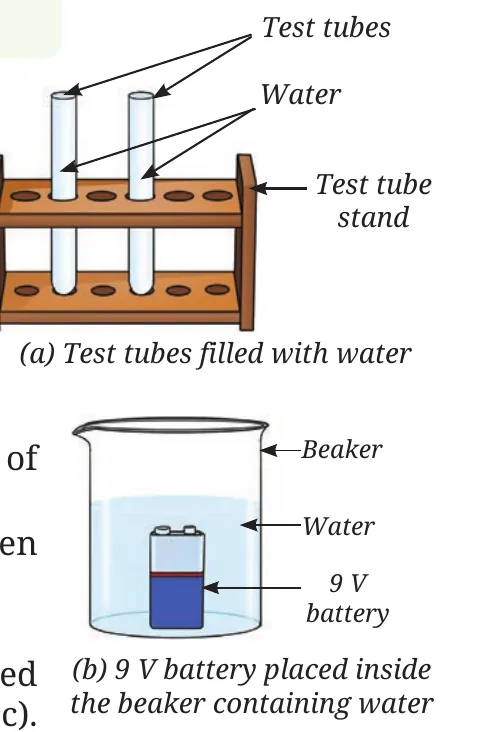 Test tubes
Water
Test tube
stand
(a) Test tubes filled with water
of
Beaker
Water
en
9 V
battery
ed
(b) 9 V battery placed inside
c).
the beaker containing water